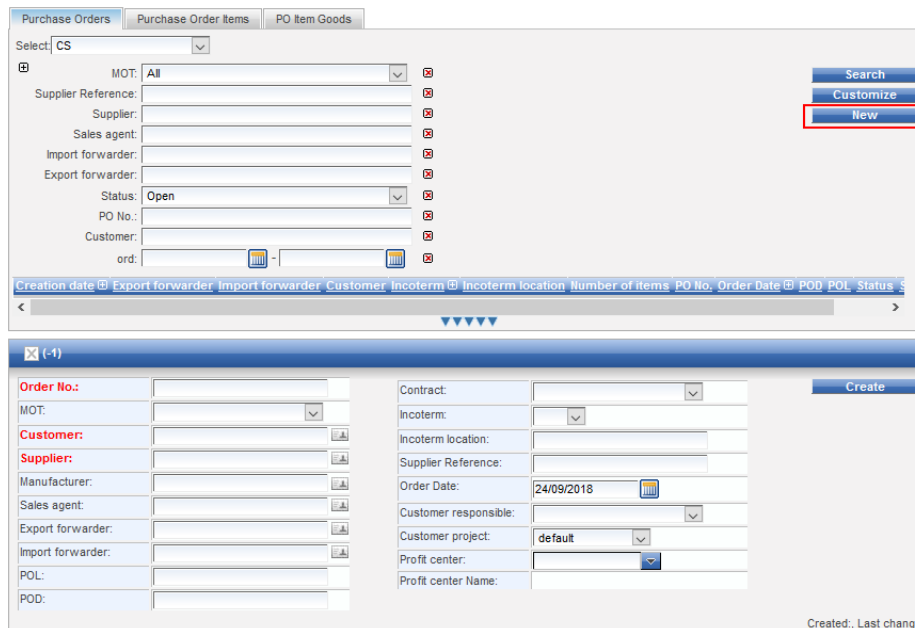 Purchase Orders Purchase Order Items PO Item Goods
Select: CS
MOT: All
Search
Supplier Reference:
Customize
Supplier:
New
Sales agent:
Import forwarder:
Export forwarder:
Status: Open
PO No.:
Customer:
ord: -
Creation date Export forwarder Import forwarder Customer Incoterm Incoterm location Number of items PO No. Order Date POD POL Status S
(-1)
Order No.:
MOT:
Customer:
Supplier:
Manufacturer:
Sales agent:
Export forwarder:
Import forwarder:
POL:
POD:
Contract:
Incoterm:
Incoterm location:
Supplier Reference:
Order Date: 24/09/2018
Customer responsible:
Customer project: default
Profit center:
Profit center Name:
Create
Created:, Last chang